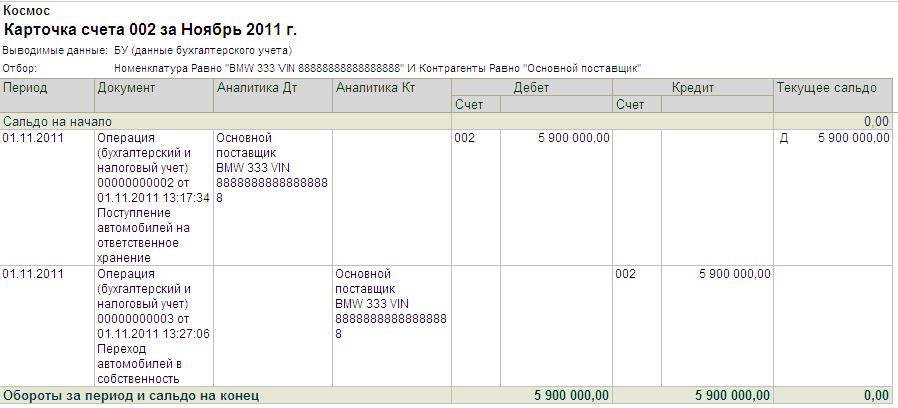 Космос
Карточка счета 002 за Ноябрь 2011 г.
Выводимые данные: БУ (данные бухгалтерского учета)
Отбор: Номенклатура Равно "BMW 333 VIN 88888888888888888" И Контрагенты Равно "Основной поставщик"
Период Документ Аналитика Дт Аналитика Кт Дебет Кредит Текущее сальдо
Счет Счет
Сальдо на начало 0,00
01.11.2011 Операция Основной 002 5 900 000,00 Д 5 900 000,00
(бухгалтерский и поставщик
налоговый учет) BMW 333 VIN
00000000002 от 8888888888888888
01.11.2011 13:17:34 8
Поступление
автомобилей на
ответственное
хранение
01.11.2011 Операция Основной 002 5 900 000,00
(бухгалтерский и поставщик
налоговый учет) BMW 333 VIN
00000000003 от 8888888888888888
01.11.2011 13:27:06 8
Переход
автомобилей в
собственность
Обороты за период и сальдо на конец 5 900 000,00 5 900 000,00 0,00